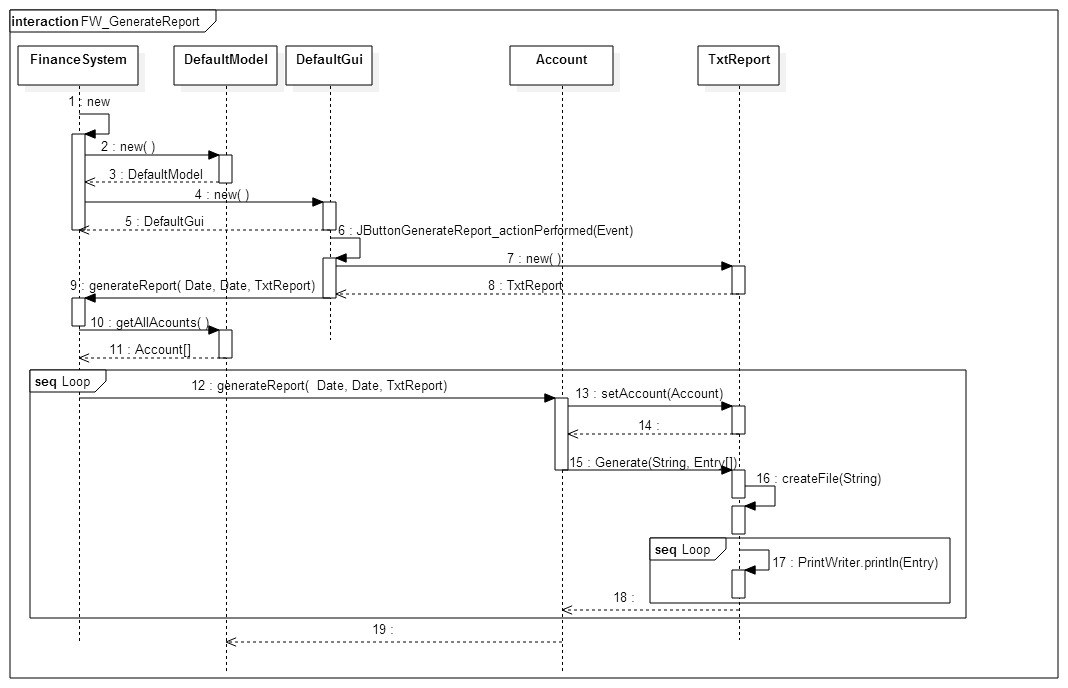 interaction FW_GenerateReport
FinanceSystem
DefaultModel
DefaultGui
Account
TxtReport
1 : new
2 : new( )
3 : DefaultModel
4 : new( )
5 : DefaultGui
6 : JButtonGenerateReport_actionPerformed(Event)
7 : new( )
8 : TxtReport
9 : generateReport( Date, Date, TxtReport)
10 : getAllAcounts( )
11 : Account[]
seq Loop
12 : generateReport(  Date, Date, TxtReport)
13 : setAccount(Account)
14 :
15 : Generate(String, Entry[])
16 : createFile(String)
seq Loop
17 : PrintWriter.println(Entry)
18 :
19 :